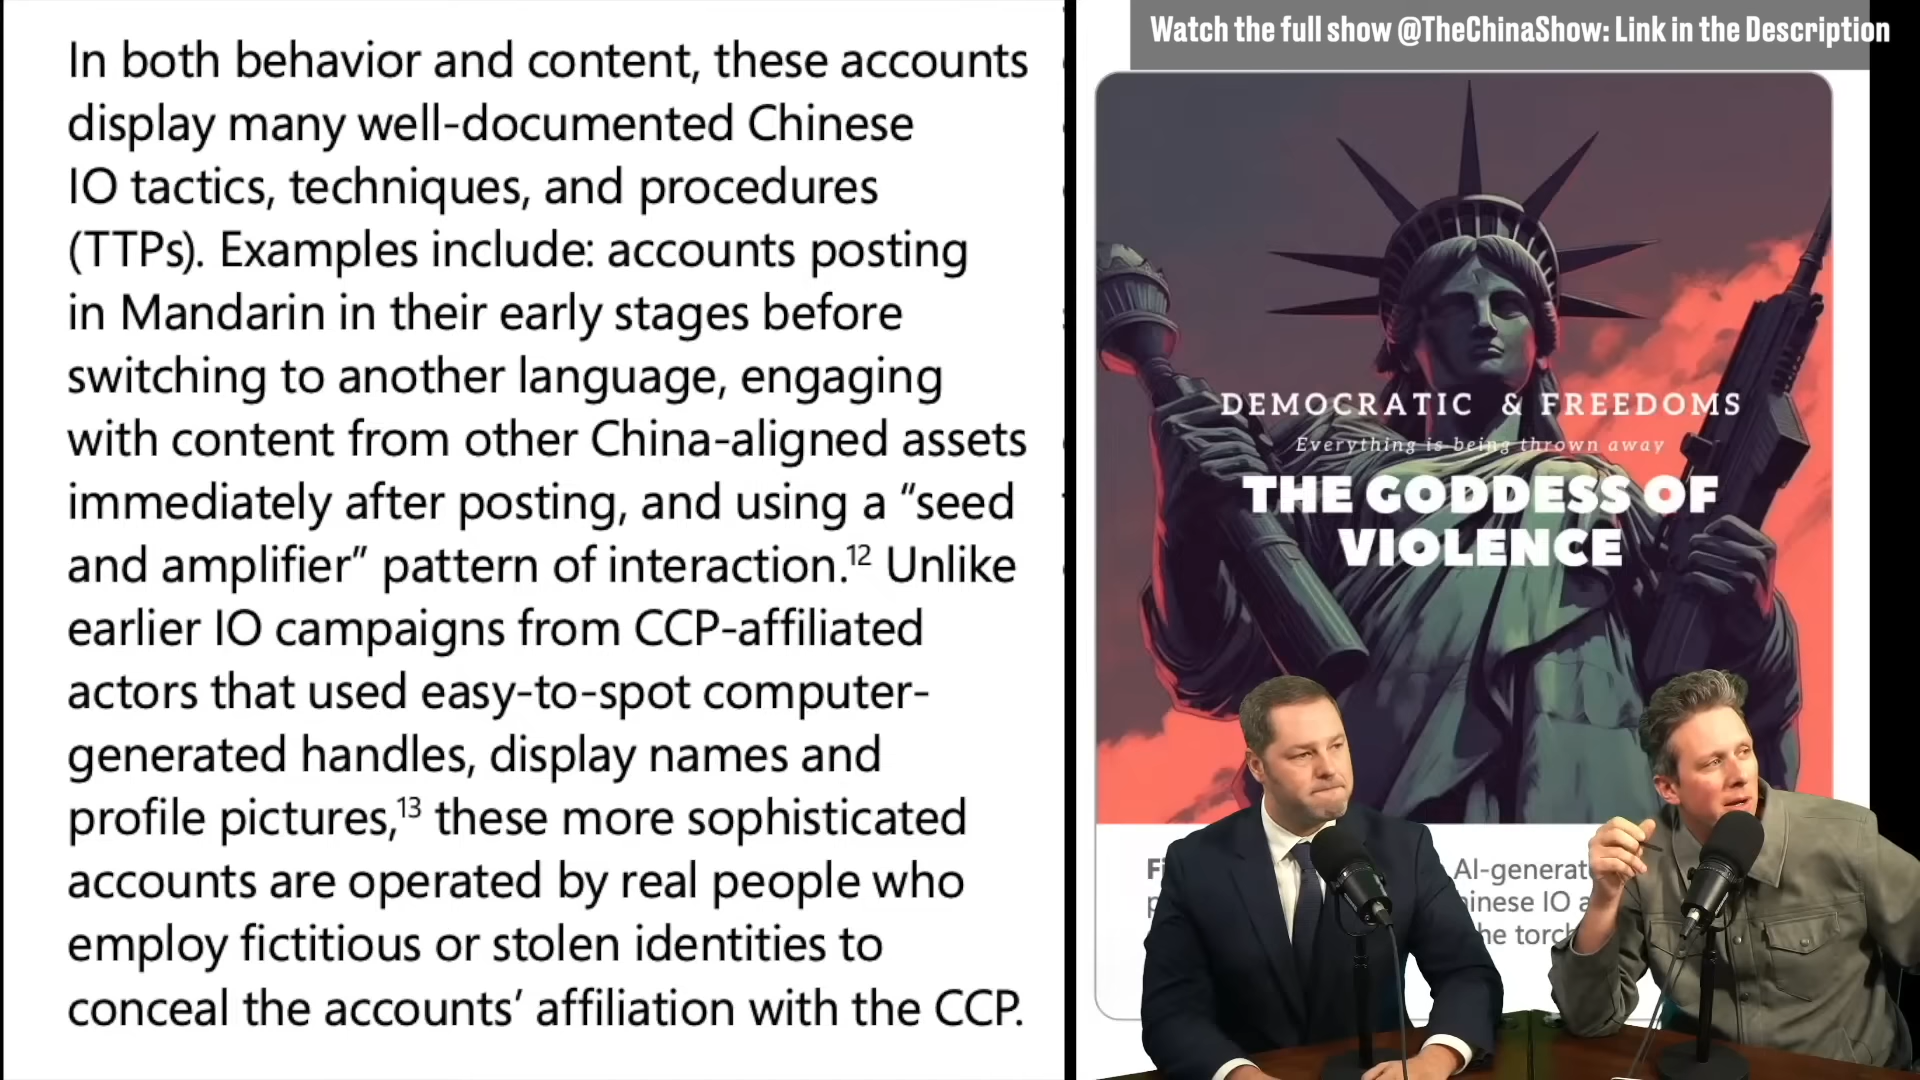 In both behavior and content, these accounts
display many well-documented Chinese
IO tactics, techniques, and procedures
(TTPs). Examples include: accounts posting
in Mandarin in their early stages before
switching to another language, engaging
with content from other China-aligned assets
immediately after posting, and using a “seed
and amplifier” pattern of interaction.¹² Unlike
earlier IO campaigns from CCP-affiliated
actors that used easy-to-spot computer-
generated handles, display names and
profile pictures,¹³ these more sophisticated
accounts are operated by real people who
employ fictitious or stolen identities to
conceal the accounts’ affiliation with the CCP.
Watch the full show @TheChinaShow: Link in the Description
DEMOCRATIC & FREEDOMS
Everything is being thrown away
THE GODDESS OF
VIOLENCE
IO